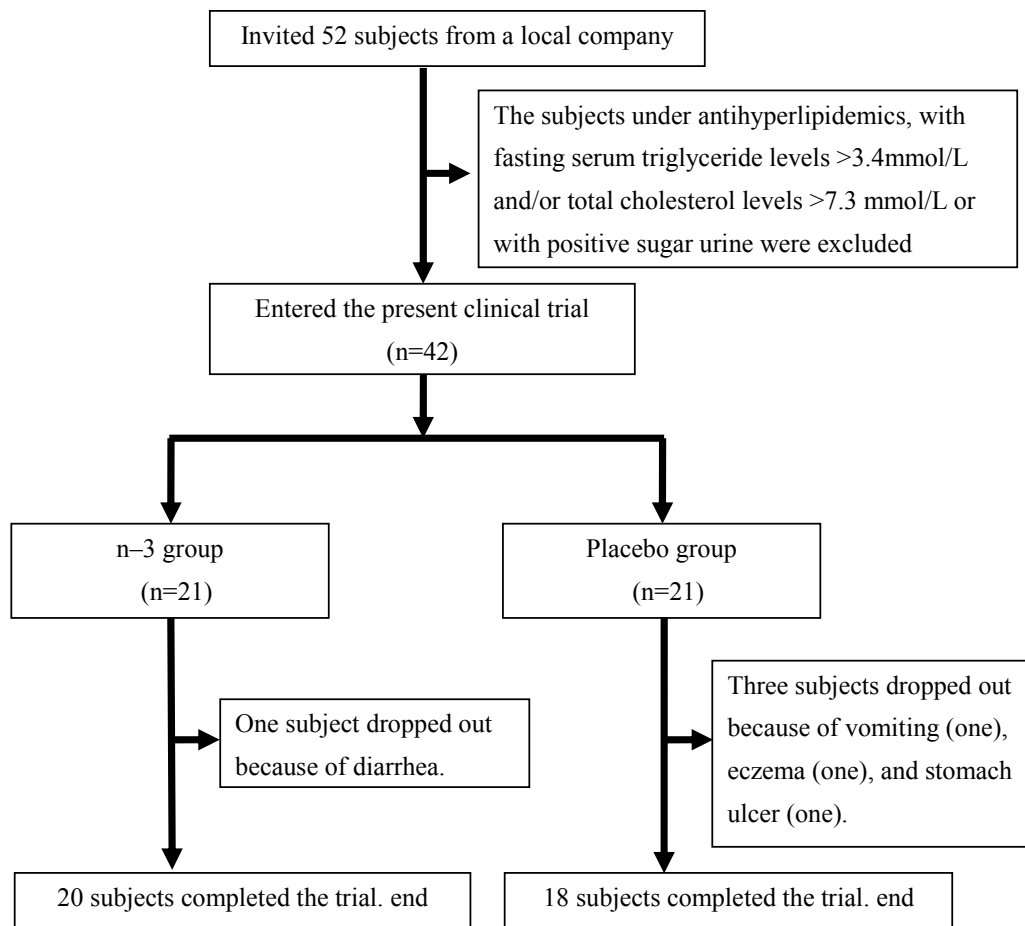 Invited 52 subjects from a local company
The subjects under antihyperlipidemics, with
fasting serum triglyceride levels >3.4mmol/L
and/or total cholesterol levels >7.3 mmol/L or
with positive sugar urine were excluded
Entered the present clinical trial
(n=42)
n–3 group
(n=21)
Placebo group
(n=21)
One subject dropped out
because of diarrhea.
Three subjects dropped out
because of vomiting (one),
eczema (one), and stomach
ulcer (one).
20 subjects completed the trial. end
18 subjects completed the trial. end